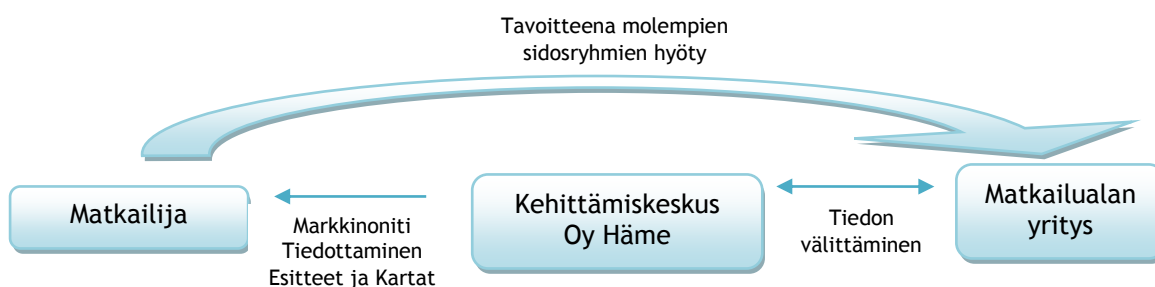 Tavoitteena molempien
sidosryhmien hyöty
Matkailija
Markkinoniti
Tiedottaminen
Esitteet ja Kartat
Kehittämiskeskus
Oy Häme
Tiedon
välittäminen
Matkailualan
yritys